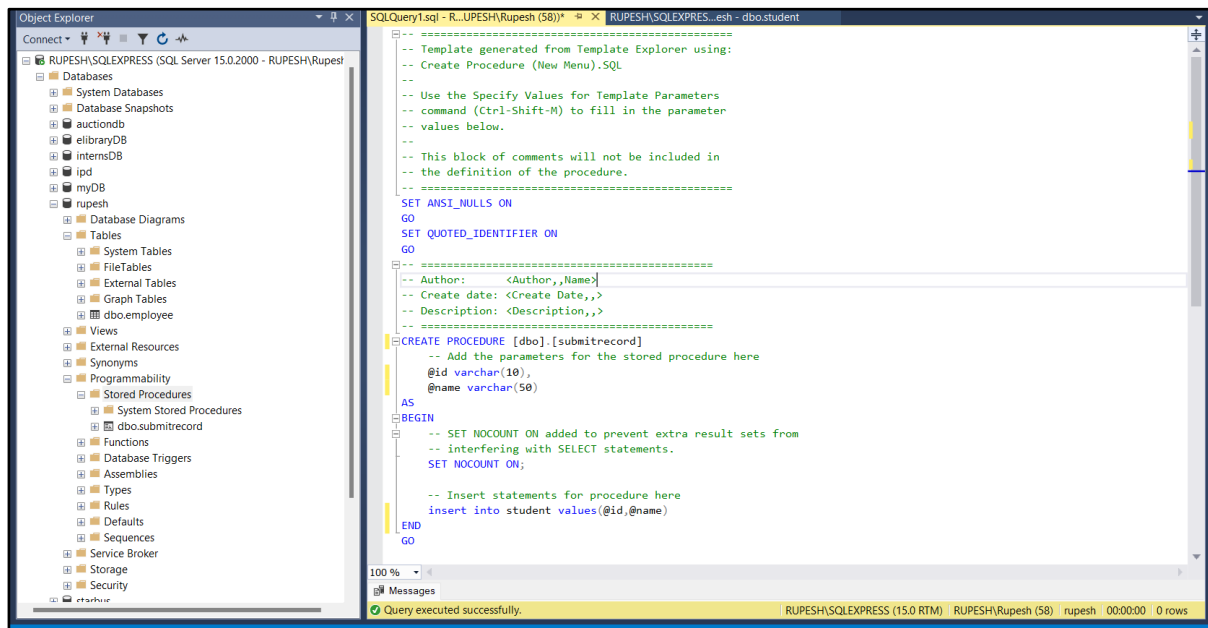 Object Explorer
Connect
RUPESH\SQLEXPRESS (SQL Server 15.0.2000 - RUPESH\Rupesh
Databases
System Databases
Database Snapshots
auctiondb
elibraryDB
internsDB
ipd
myDB
rupesh
Database Diagrams
Tables
System Tables
FileTables
External Tables
Graph Tables
dbo.employee
Views
External Resources
Synonyms
Programmability
Stored Procedures
System Stored Procedures
dbo.submitrecord
Functions
Database Triggers
Assemblies
Types
Rules
Defaults
Sequences
Service Broker
Storage
Security
starbus
SQLQuery1.sql - R...UPESH\Rupesh (58))*
RUPESH\SQLEXPRES...esh - dbo.student
-- ================================================
-- Template generated from Template Explorer using:
-- Create Procedure (New Menu).SQL
--
-- Use the Specify Values for Template Parameters
-- command (Ctrl-Shift-M) to fill in the parameter
-- values below.
--
-- This block of comments will not be included in
-- the definition of the procedure.
-- ================================================
SET ANSI_NULLS ON
GO
SET QUOTED_IDENTIFIER ON
GO
-- =============================================
-- Author: <Author,,Name>
-- Create date: <Create Date,,>
-- Description: <Description,,>
-- =============================================
CREATE PROCEDURE [dbo].[submitrecord]
-- Add the parameters for the stored procedure here
@id varchar(10),
@name varchar(50)
AS
BEGIN
-- SET NOCOUNT ON added to prevent extra result sets from
-- interfering with SELECT statements.
SET NOCOUNT ON;
-- Insert statements for procedure here
insert into student values(@id,@name)
END
GO
100 %
Messages
Query executed successfully.
RUPESH\SQLEXPRESS (15.0 RTM) RUPESH\Rupesh (58) rupesh 00:00:00 0 rows